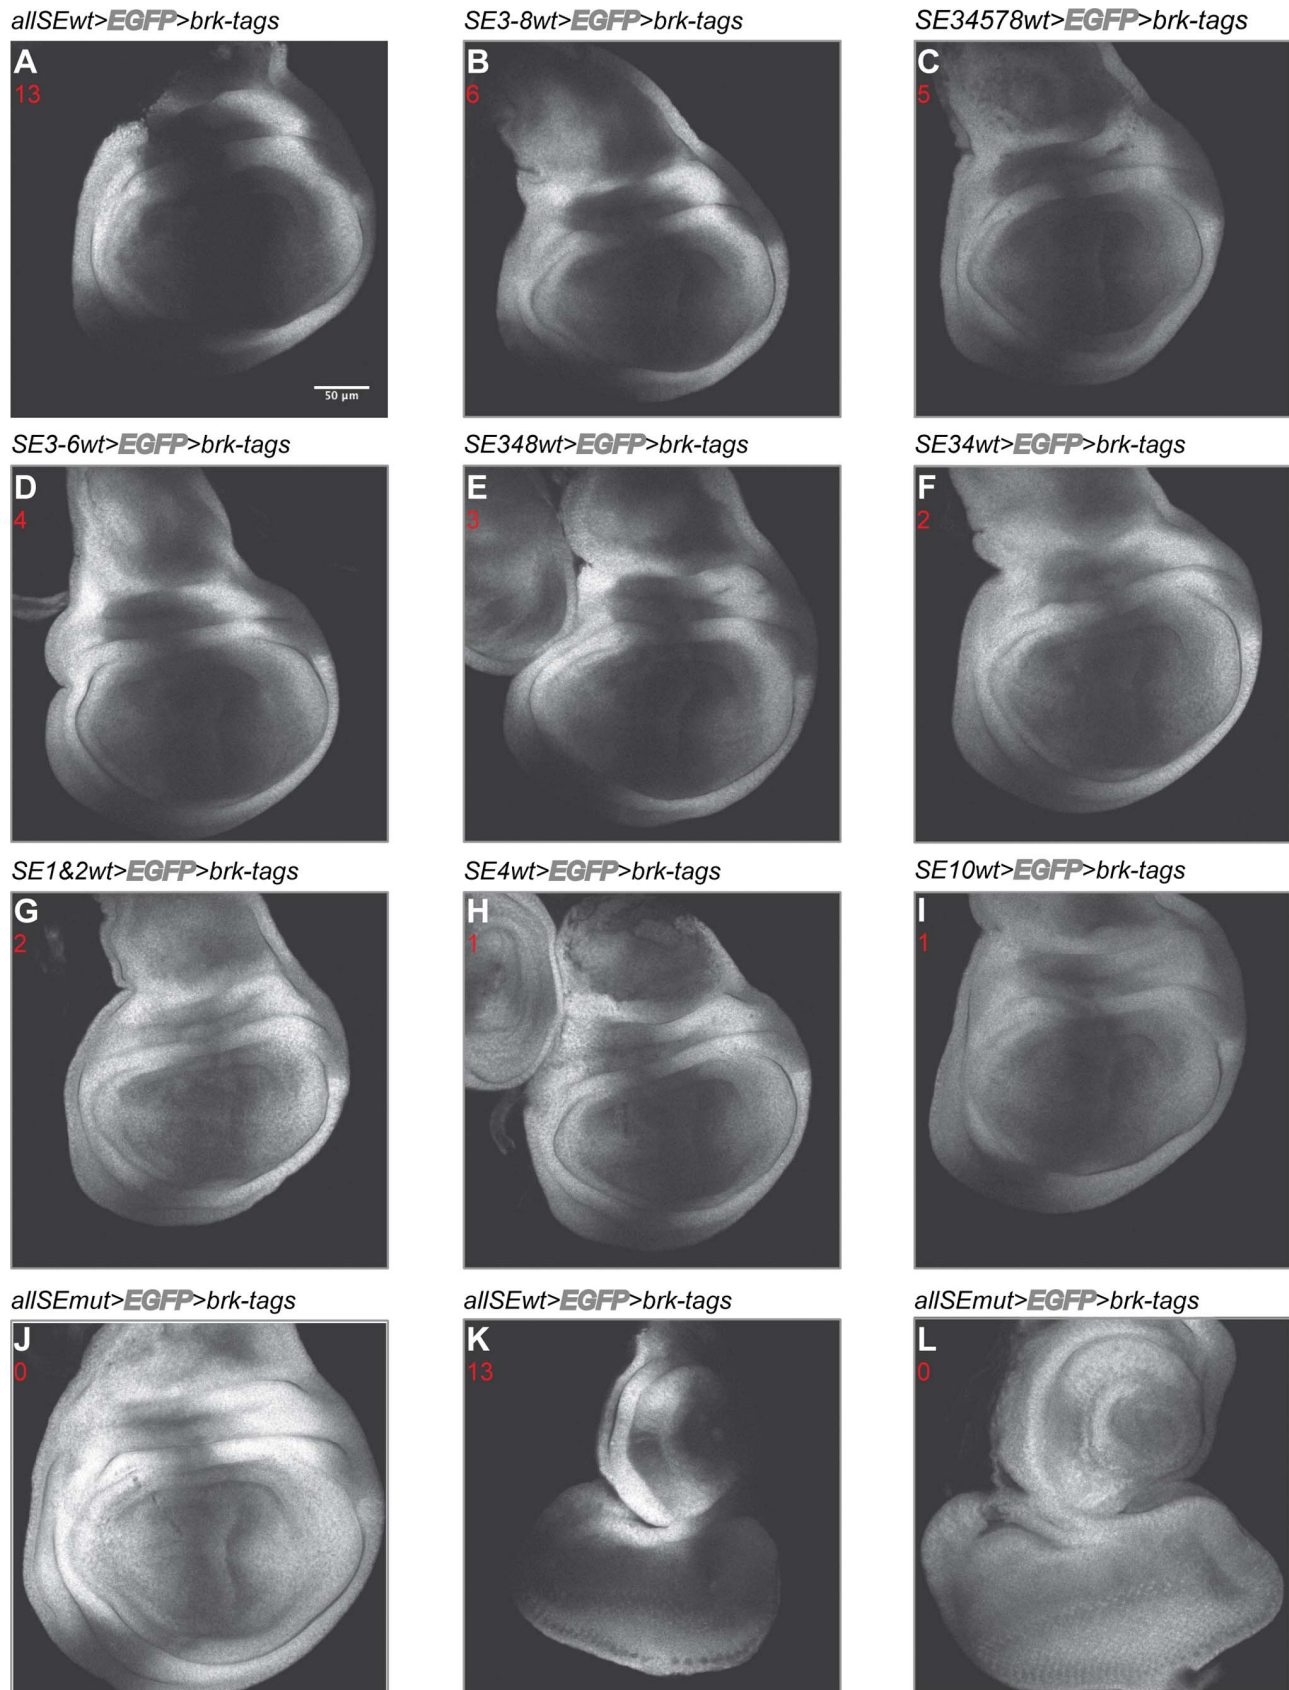 allSEwt>EGFP>brk-tags SE3-8wt>EGFP>brk-tags SE34578wt>EGFP>brk-tags
A B C
13 6 5
50 µm
SE3-6wt>EGFP>brk-tags SE348wt>EGFP>brk-tags SE34wt>EGFP>brk-tags
D E F
4 3 2
SE1&2wt>EGFP>brk-tags SE4wt>EGFP>brk-tags SE10wt>EGFP>brk-tags
G H I
2 1 1
allSEmut>EGFP>brk-tags allSEwt>EGFP>brk-tags allSEmut>EGFP>brk-tags
J K L
0 13 0